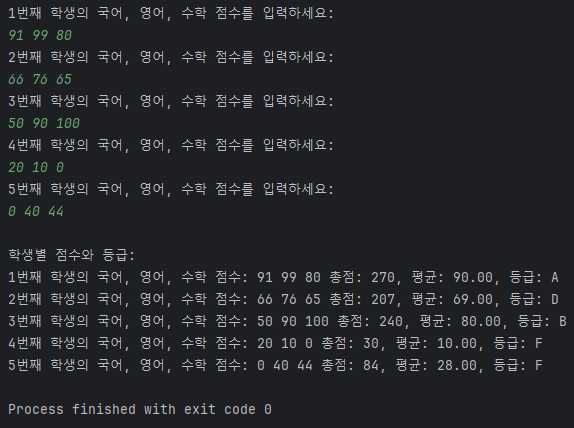 1번째 학생의 국어, 영어, 수학 점수를 입력하세요:
91 99 80
2번째 학생의 국어, 영어, 수학 점수를 입력하세요:
66 76 65
3번째 학생의 국어, 영어, 수학 점수를 입력하세요:
50 90 100
4번째 학생의 국어, 영어, 수학 점수를 입력하세요:
20 10 0
5번째 학생의 국어, 영어, 수학 점수를 입력하세요:
0 40 44
학생별 점수와 등급:
1번째 학생의 국어, 영어, 수학 점수: 91 99 80 총점: 270, 평균: 90.00, 등급: A
2번째 학생의 국어, 영어, 수학 점수: 66 76 65 총점: 207, 평균: 69.00, 등급: D
3번째 학생의 국어, 영어, 수학 점수: 50 90 100 총점: 240, 평균: 80.00, 등급: B
4번째 학생의 국어, 영어, 수학 점수: 20 10 0 총점: 30, 평균: 10.00, 등급: F
5번째 학생의 국어, 영어, 수학 점수: 0 40 44 총점: 84, 평균: 28.00, 등급: F
Process finished with exit code 0